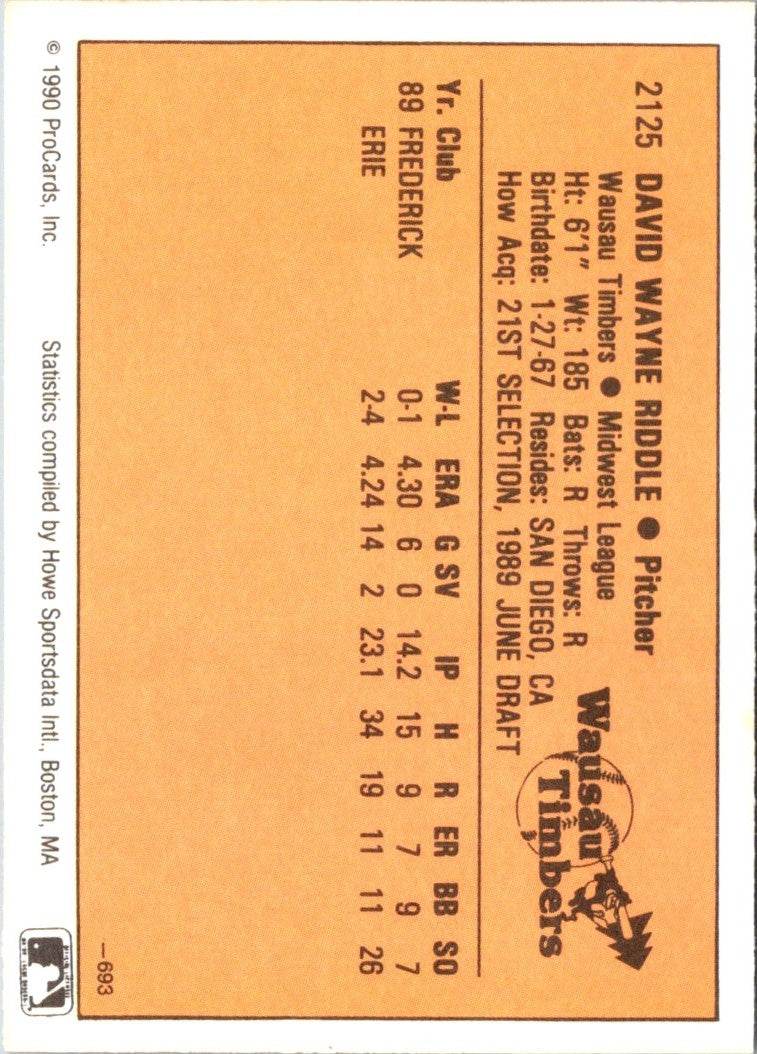 2125 DAVID WAYNE RIDDLE ● Pitcher
Wausau Timbers ● Midwest League
Ht: 6'1" Wt: 185 Bats: R Throws: R
Birthdate: 1-27-67 Resides: SAN DIEGO, CA
How Acq: 21ST SELECTION, 1989 JUNE DRAFT
Wausau
Timbers
Yr. Club W-L ERA G SV IP H R ER BB SO
89 FREDERICK 0-1 4.30 6 0 14.2 15 9 7 9 7
ERIE 2-4 4.24 14 2 23.1 34 19 11 11 26
—693
© 1990 ProCards, Inc. Statistics compiled by Howe Sportsdata Intl., Boston, MA